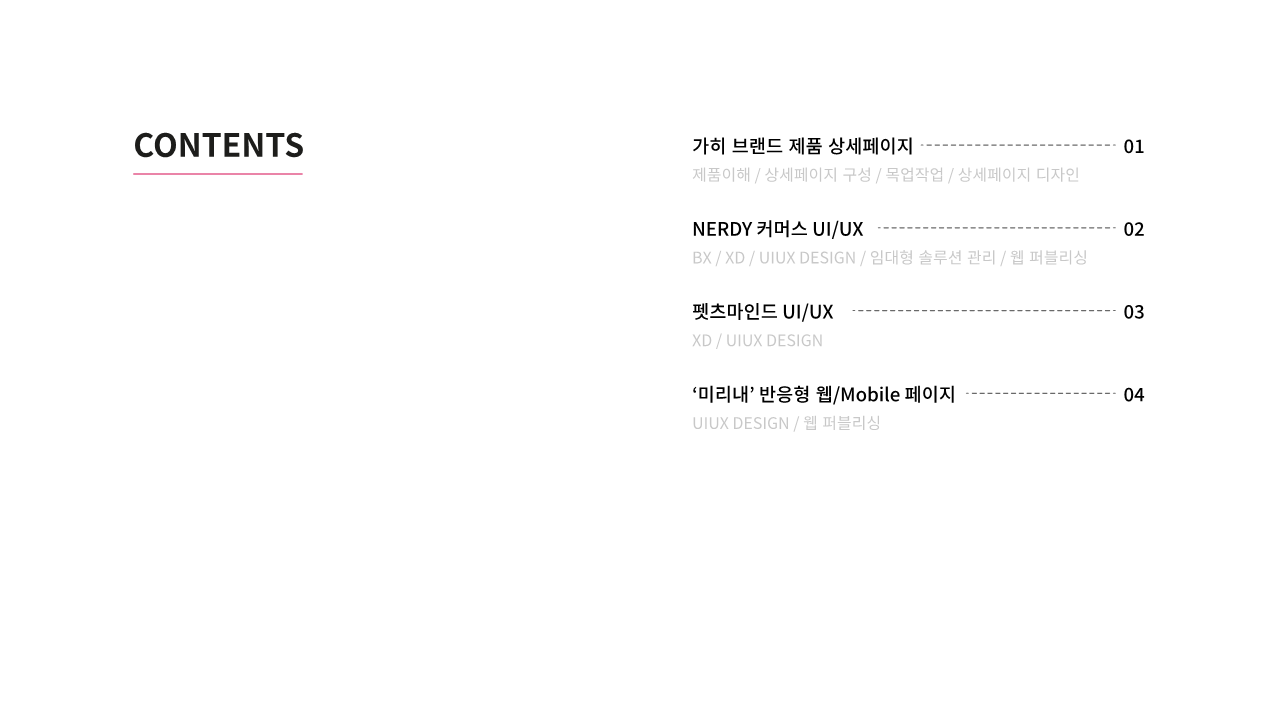 CONTENTS
가히 브랜드 제품 상세페이지 01
제품이해 / 상세페이지 구성 / 목업작업 / 상세페이지 디자인
NERDY 커머스 UI/UX 02
BX / XD / UIUX DESIGN / 임대형 솔루션 관리 / 웹 퍼블리싱
펫츠마인드 UI/UX 03
XD / UIUX DESIGN
‘미리내’ 반응형 웹/Mobile 페이지 04
UIUX DESIGN / 웹 퍼블리싱